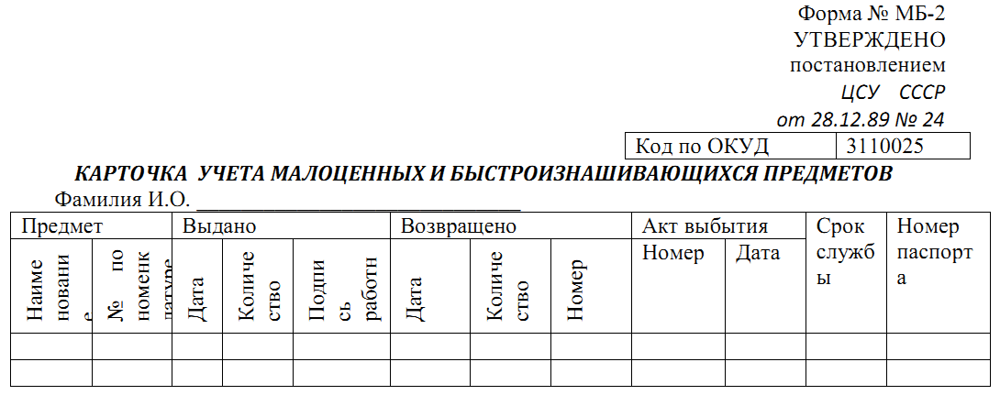 Форма № МБ-2
УТВЕРЖДЕНО
постановлением
ЦСУ СССР
от 28.12.89 № 24
Код по ОКУД 3110025
КАРТОЧКА УЧЕТА МАЛОЦЕННЫХ И БЫСТРОИЗНАШИВАЮЩИХСЯ ПРЕДМЕТОВ
Фамилия И.О. ______________________________
Предмет Выдано Возвращено Акт выбытия Срок Номер
службы паспорта
Наиме
новани
е
№ по
номенк
латуре
Дата
Количе
ство
Подпи
сь
работн
Дата
Количе
ство
Номер
Номер Дата